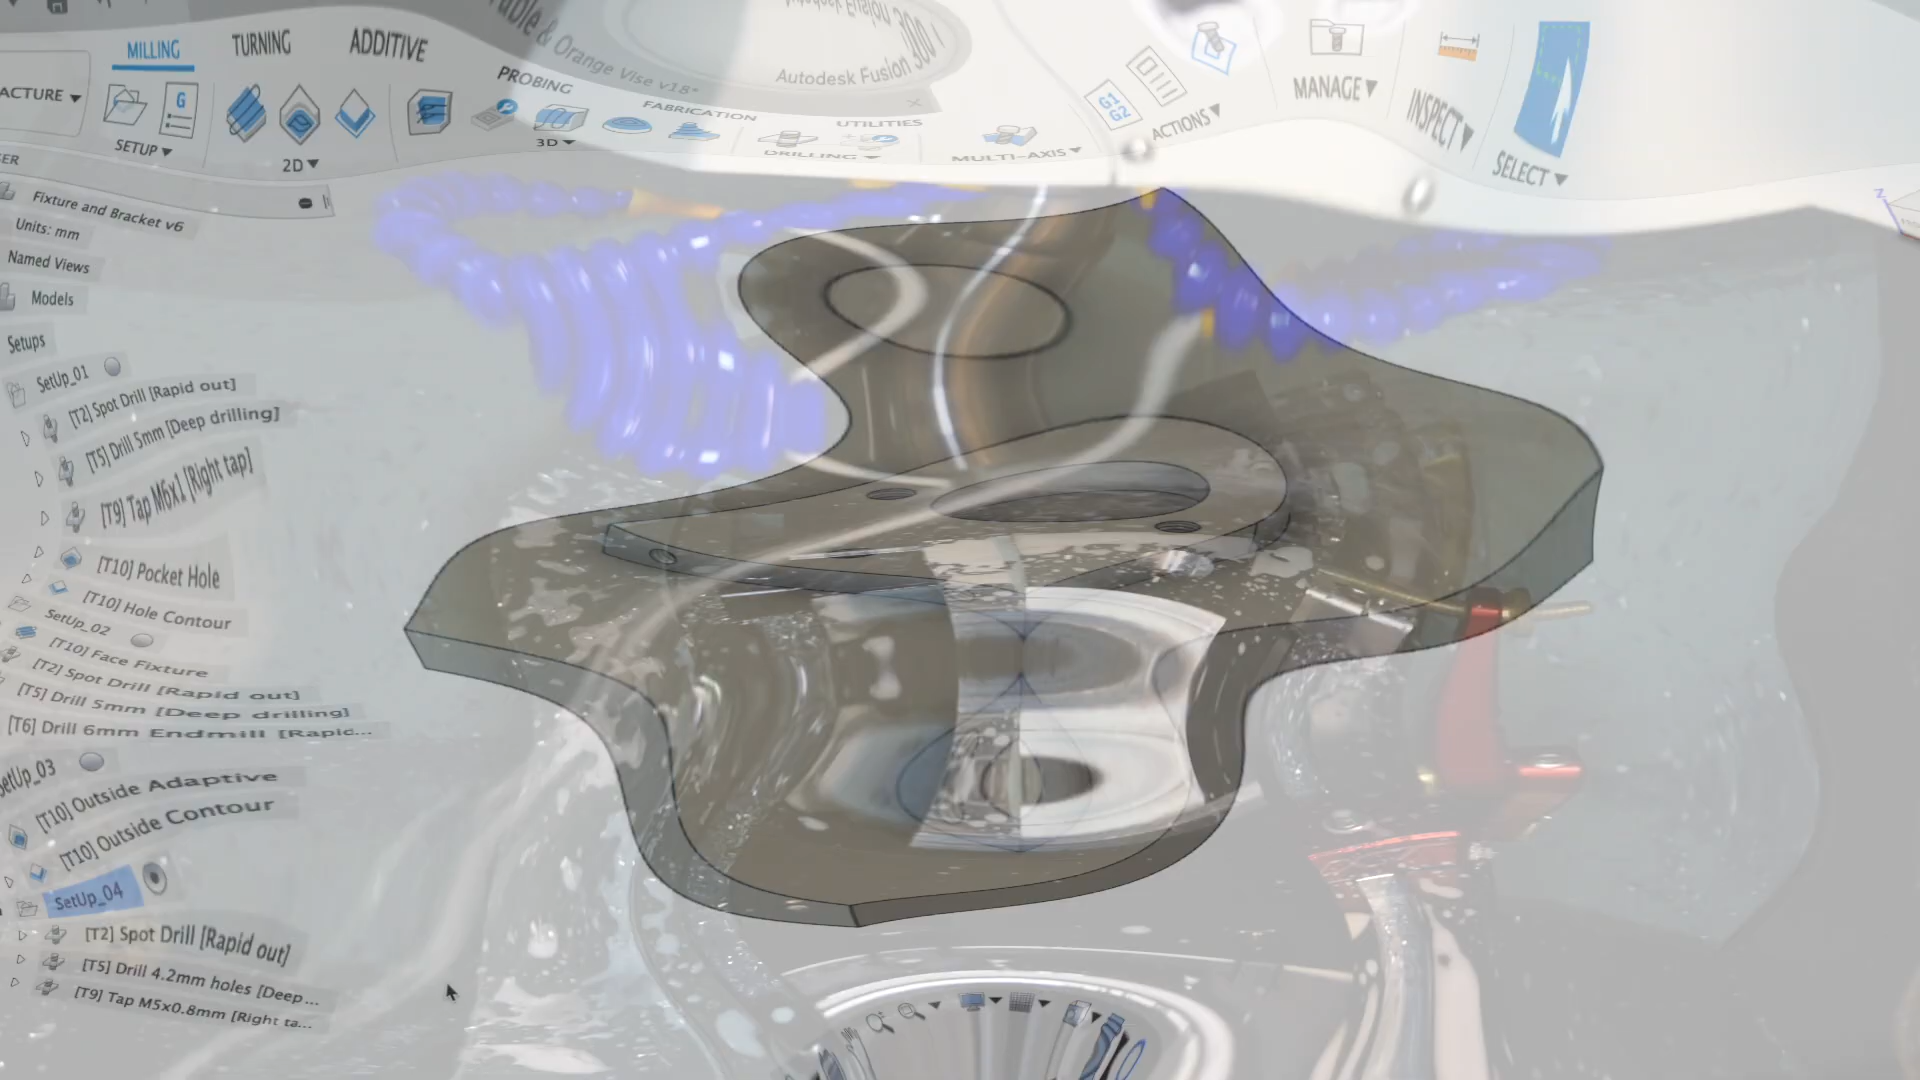 Autodesk Fusion
Autodesk Fusion 360
& Orange Vise v18*
MILLING
TURNING
ADDITIVE
PROBING
FABRICATION
UTILITIES
SETUP
2D
3D
DRILLING
MULTI-AXIS
ACTIONS
MANAGE
INSPECT
SELECT
G
G1
G2
Fixture and Bracket v6
Units: mm
Named Views
Models
Setups
SetUp_01
[T2] Spot Drill [Rapid out]
[T5] Drill 5mm [Deep drilling]
[T9] Tap M6x1 [Right tap]
[T10] Pocket Hole
[T10] Hole Contour
SetUp_02
[T10] Face Fixture
[T2] Spot Drill [Rapid out]
[T5] Drill 5mm [Deep drilling]
[T6] Drill 6mm Endmill [Rapid...
SetUp_03
[T10] Outside Adaptive
[T10] Outside Contour
SetUp_04
[T2] Spot Drill [Rapid out]
[T5] Drill 4.2mm holes [Deep...
[T9] Tap M5x0.8mm [Right ta...
Z